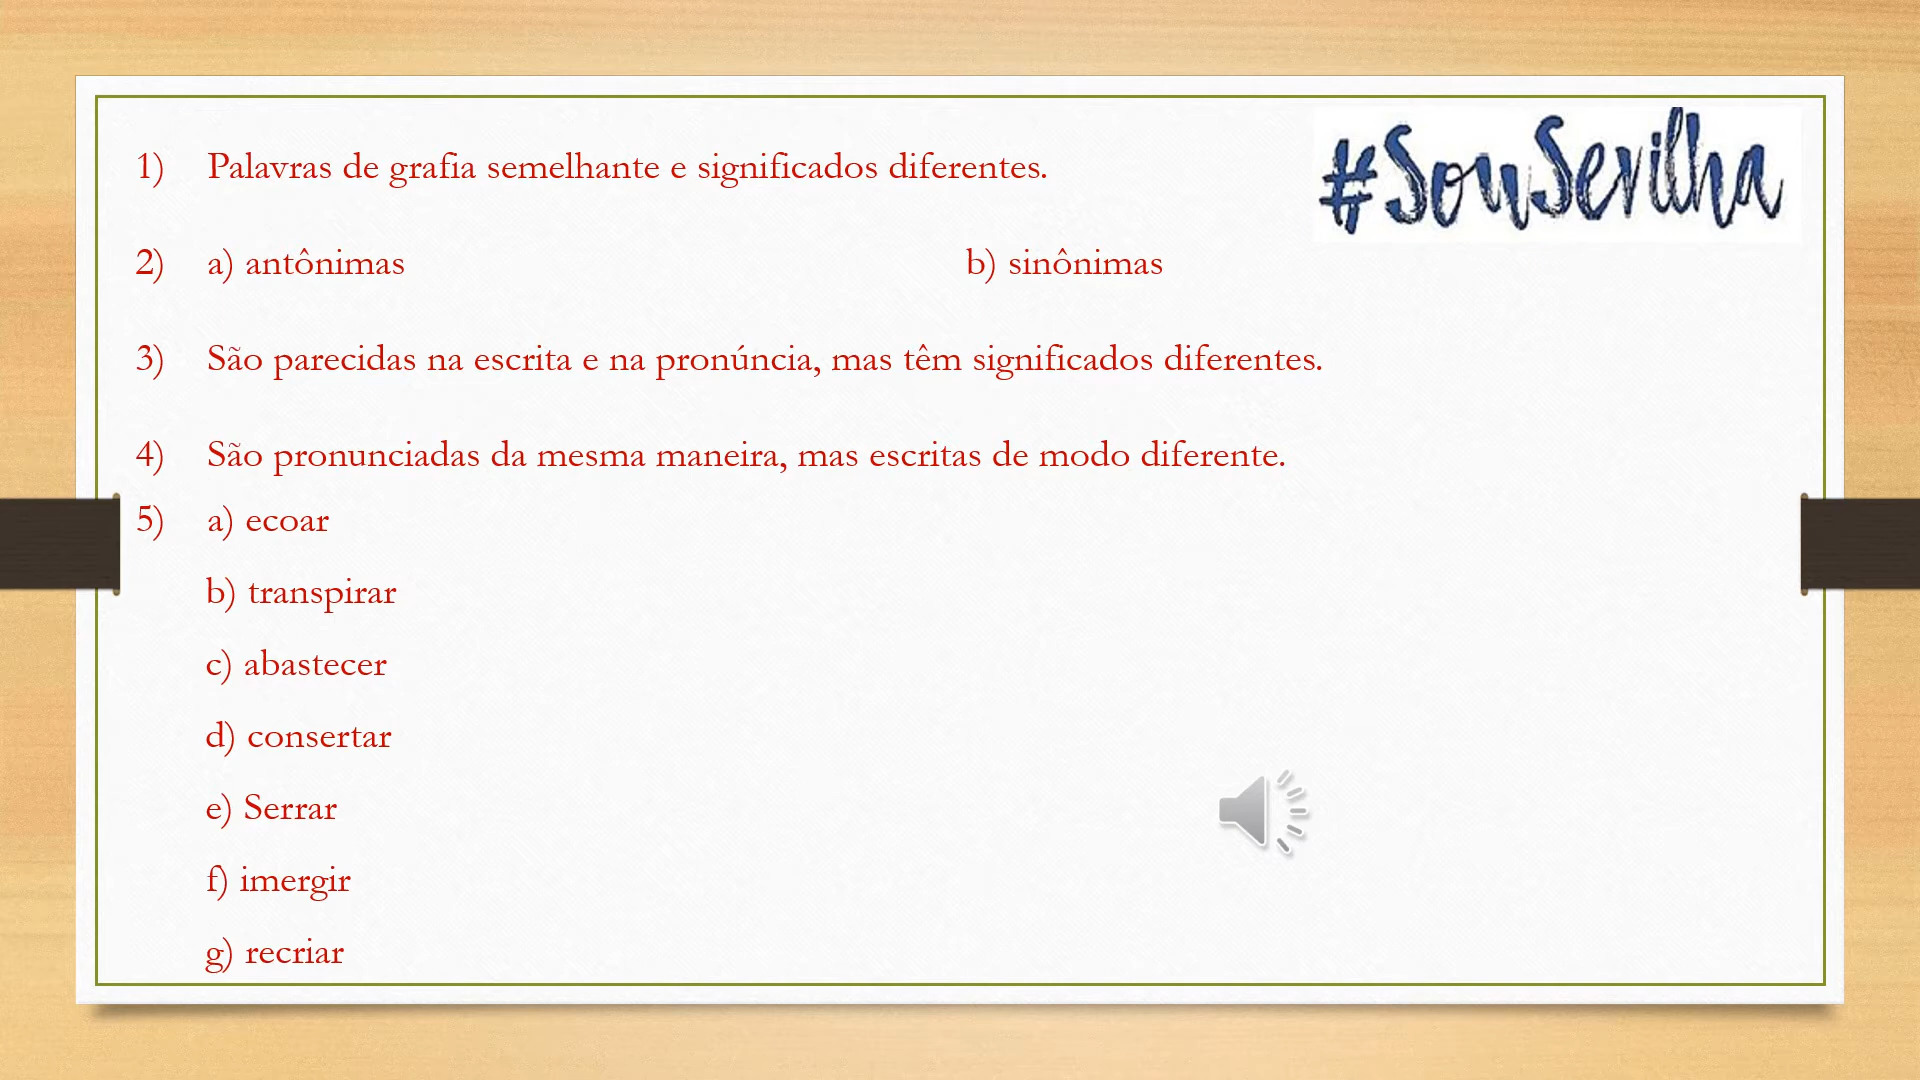 #SouSevilha
1) Palavras de grafia semelhante e significados diferentes.
2) a) antônimas b) sinônimas
3) São parecidas na escrita e na pronúncia, mas têm significados diferentes.
4) São pronunciadas da mesma maneira, mas escritas de modo diferente.
5) a) ecoar
b) transpirar
c) abastecer
d) consertar
e) Serrar
f) imergir
g) recriar